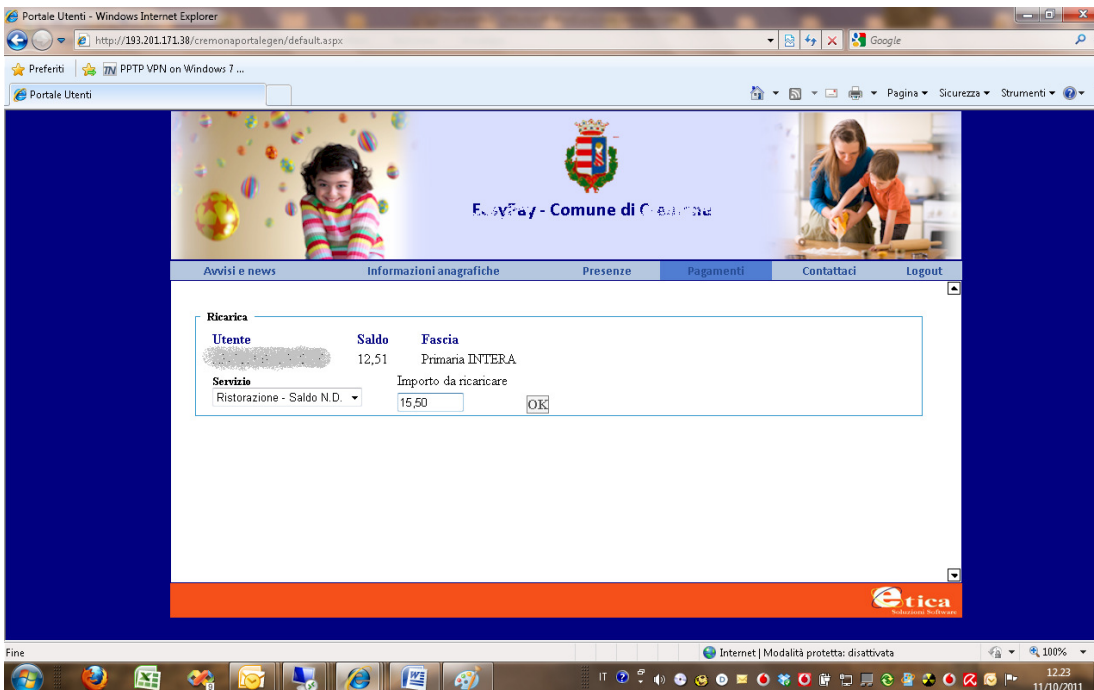 Portale Utenti - Windows Internet Explorer
http://193.201.171.38/cremonaportalegen/default.aspx
Google
Preferiti
TN PPTP VPN on Windows 7 ...
Portale Utenti
Pagina
Sicurezza
Strumenti
- Comune di
Avvisi e news
Informazioni anagrafiche
Presenze
Pagamenti
Contattaci
Logout
Ricarica
Utente Saldo Fascia
12,51 Primaria INTERA
Servizio Importo da ricaricare
Ristorazione - Saldo N.D. 15,50 OK
etica
Soluzioni Software
Fine
Internet | Modalità protetta: disattivata
100%
IT
12.23
11/10/2011